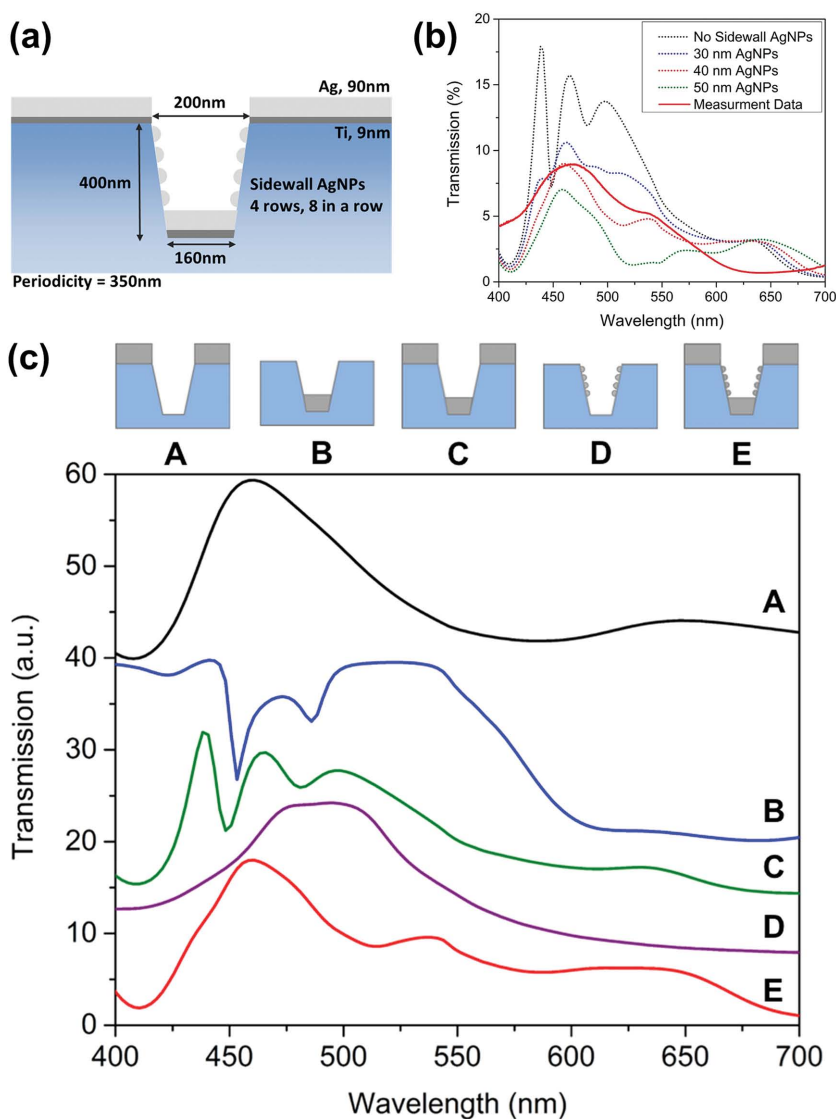 (a)
Ag, 90nm
200nm
Ti, 9nm
400nm
Sidewall AgNPs
4 rows, 8 in a row
160nm
Periodicity = 350nm
(b)
20
15
10
5
0
Transmission (%)
No Sidewall AgNPs
30 nm AgNPs
40 nm AgNPs
50 nm AgNPs
Measurment Data
400 450 500 550 600 650 700
Wavelength (nm)
(c)
A B C D E
60
50
40
30
20
10
0
Transmission (a.u.)
A
B
C
D
E
400 450 500 550 600 650 700
Wavelength (nm)